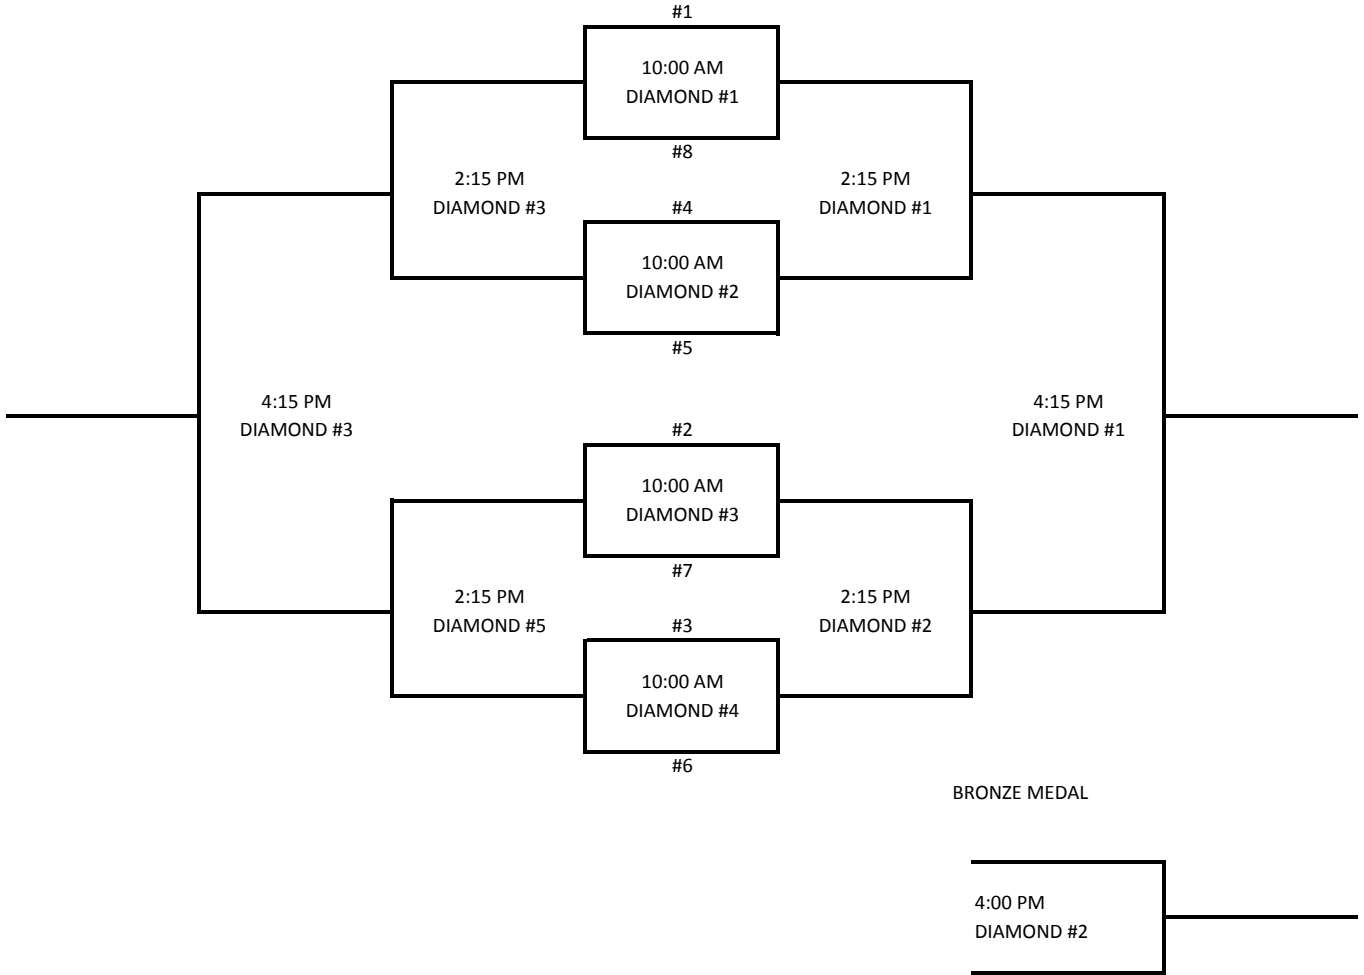 #1
10:00 AM
DIAMOND #1
#8
2:15 PM
DIAMOND #3
2:15 PM
DIAMOND #1
#4
10:00 AM
DIAMOND #2
#5
4:15 PM
DIAMOND #3
4:15 PM
DIAMOND #1
#2
10:00 AM
DIAMOND #3
#7
2:15 PM
DIAMOND #5
2:15 PM
DIAMOND #2
#3
10:00 AM
DIAMOND #4
#6
BRONZE MEDAL
4:00 PM
DIAMOND #2